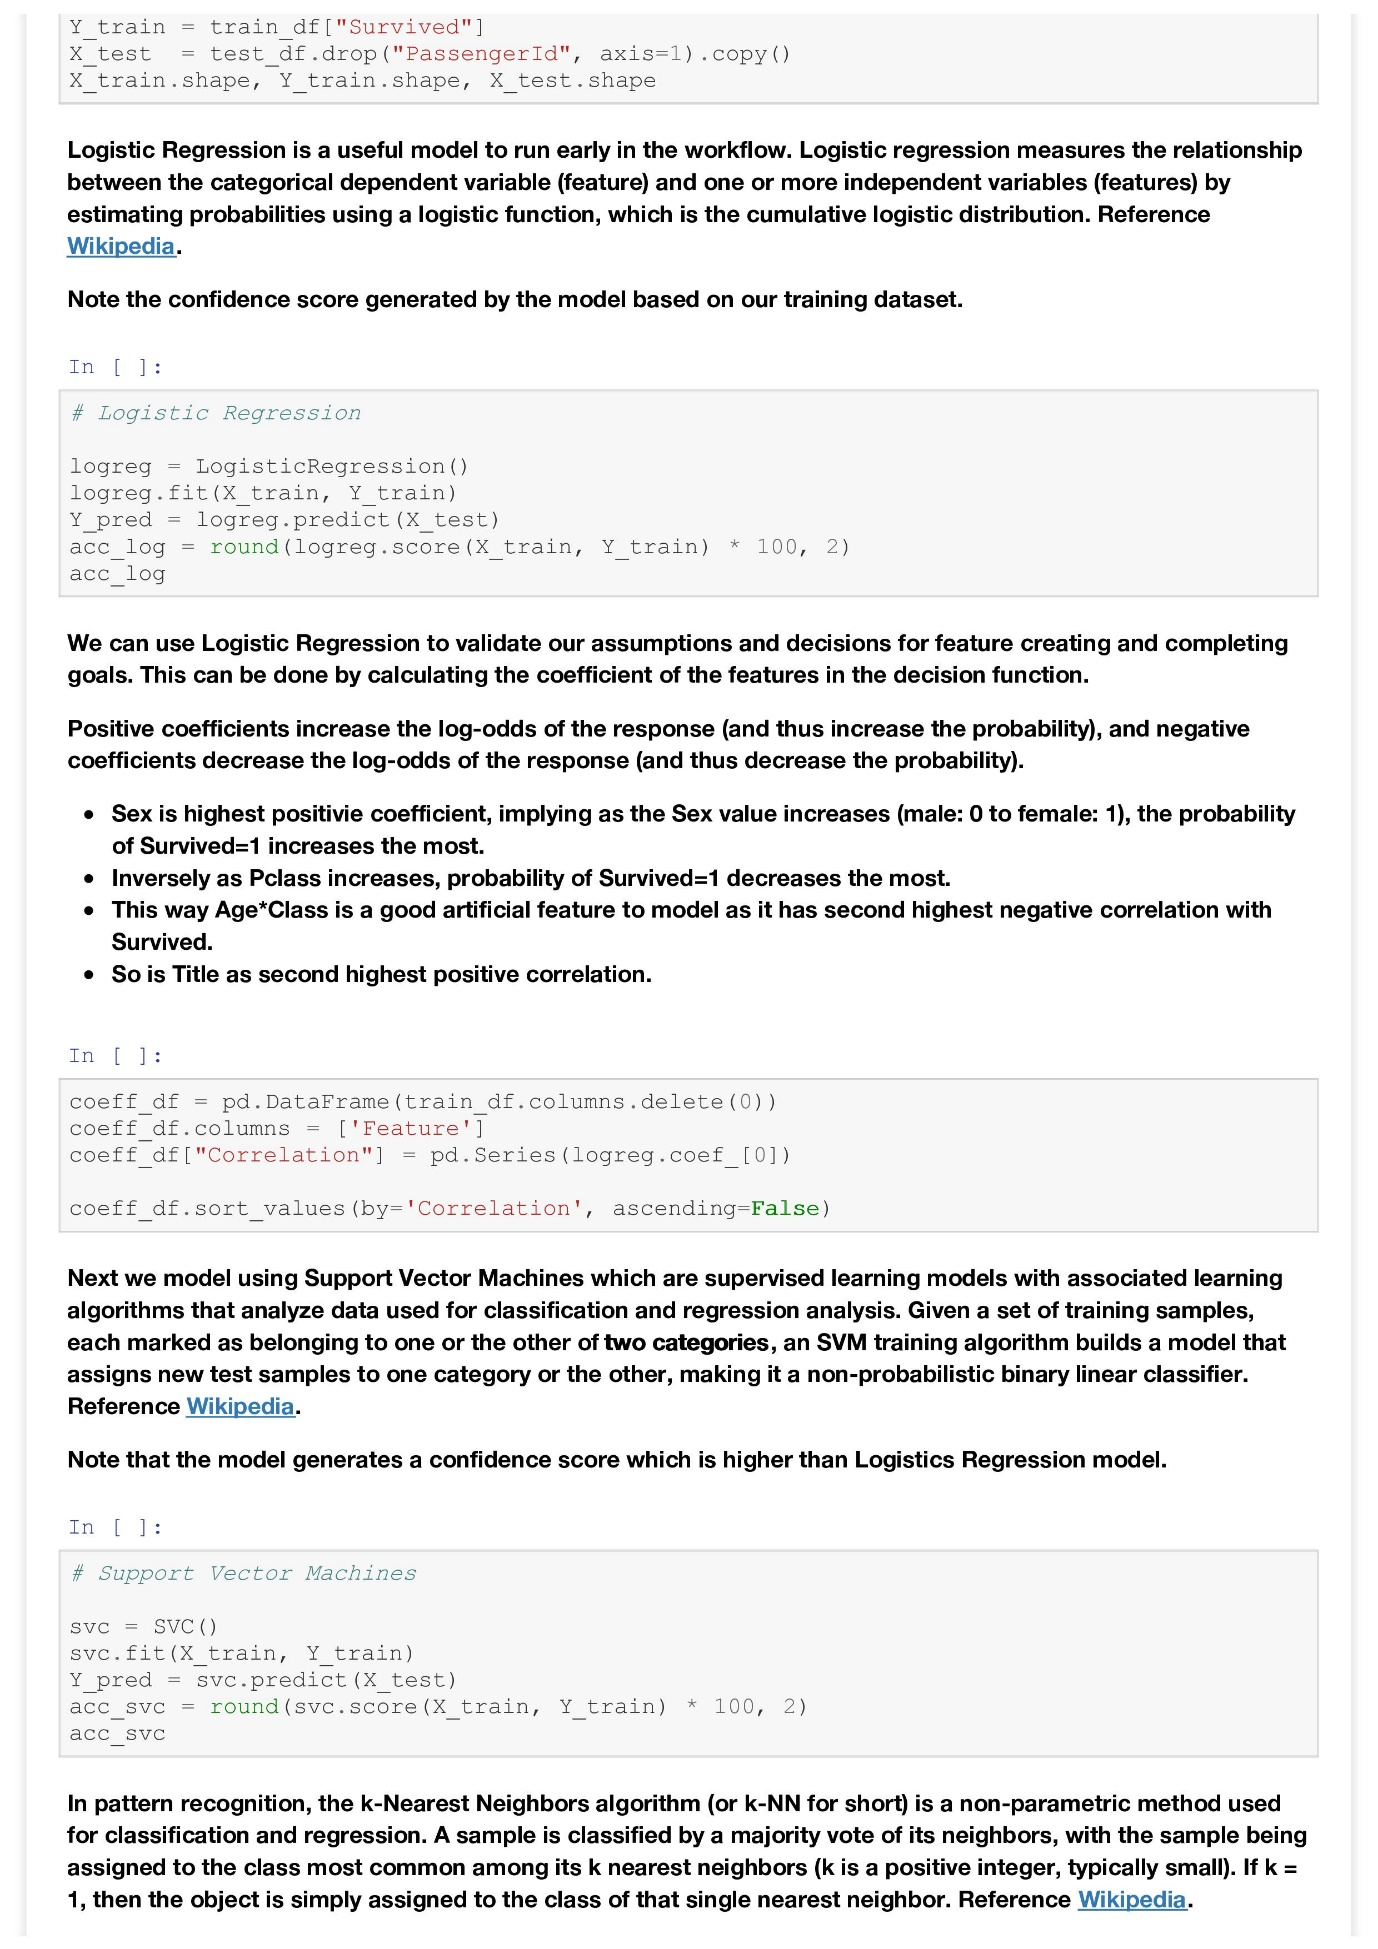 Y_train = train_df["Survived"]
X_test  = test_df.drop("PassengerId", axis=1).copy()
X_train.shape, Y_train.shape, X_test.shape
Logistic Regression is a useful model to run early in the workflow. Logistic regression measures the relationship
between the categorical dependent variable (feature) and one or more independent variables (features) by
estimating probabilities using a logistic function, which is the cumulative logistic distribution. Reference
Wikipedia.
Note the confidence score generated by the model based on our training dataset.
In [ ]:
# Logistic Regression
logreg = LogisticRegression()
logreg.fit(X_train, Y_train)
Y_pred = logreg.predict(X_test)
acc_log = round(logreg.score(X_train, Y_train) * 100, 2)
acc_log
We can use Logistic Regression to validate our assumptions and decisions for feature creating and completing
goals. This can be done by calculating the coefficient of the features in the decision function.
Positive coefficients increase the log-odds of the response (and thus increase the probability), and negative
coefficients decrease the log-odds of the response (and thus decrease the probability).
• Sex is highest positivie coefficient, implying as the Sex value increases (male: 0 to female: 1), the probability
of Survived=1 increases the most.
• Inversely as Pclass increases, probability of Survived=1 decreases the most.
• This way Age*Class is a good artificial feature to model as it has second highest negative correlation with
Survived.
• So is Title as second highest positive correlation.
In [ ]:
coeff_df = pd.DataFrame(train_df.columns.delete(0))
coeff_df.columns = ['Feature']
coeff_df["Correlation"] = pd.Series(logreg.coef_[0])
coeff_df.sort_values(by='Correlation', ascending=False)
Next we model using Support Vector Machines which are supervised learning models with associated learning
algorithms that analyze data used for classification and regression analysis. Given a set of training samples,
each marked as belonging to one or the other of two categories, an SVM training algorithm builds a model that
assigns new test samples to one category or the other, making it a non-probabilistic binary linear classifier.
Reference Wikipedia.
Note that the model generates a confidence score which is higher than Logistics Regression model.
In [ ]:
# Support Vector Machines
svc = SVC()
svc.fit(X_train, Y_train)
Y_pred = svc.predict(X_test)
acc_svc = round(svc.score(X_train, Y_train) * 100, 2)
acc_svc
In pattern recognition, the k-Nearest Neighbors algorithm (or k-NN for short) is a non-parametric method used
for classification and regression. A sample is classified by a majority vote of its neighbors, with the sample being
assigned to the class most common among its k nearest neighbors (k is a positive integer, typically small). If k =
1, then the object is simply assigned to the class of that single nearest neighbor. Reference Wikipedia.